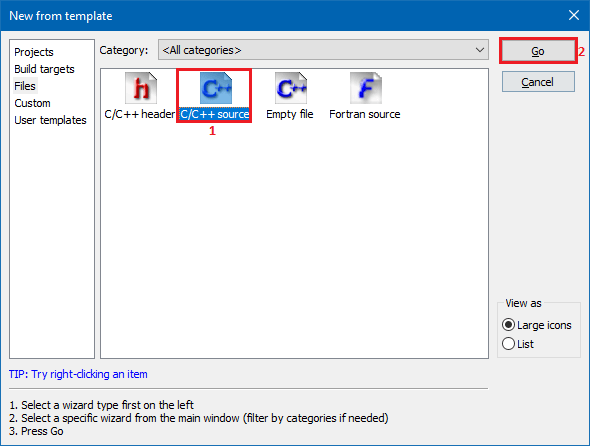 New from template
Projects
Build targets
Files
Custom
User templates
Category: <All categories>
Go 2
Cancel
h C++ C++ F
C/C++ header C/C++ source Empty file Fortran source
1
View as
Large icons
List
TIP: Try right-clicking an item
1. Select a wizard type first on the left
2. Select a specific wizard from the main window (filter by categories if needed)
3. Press Go